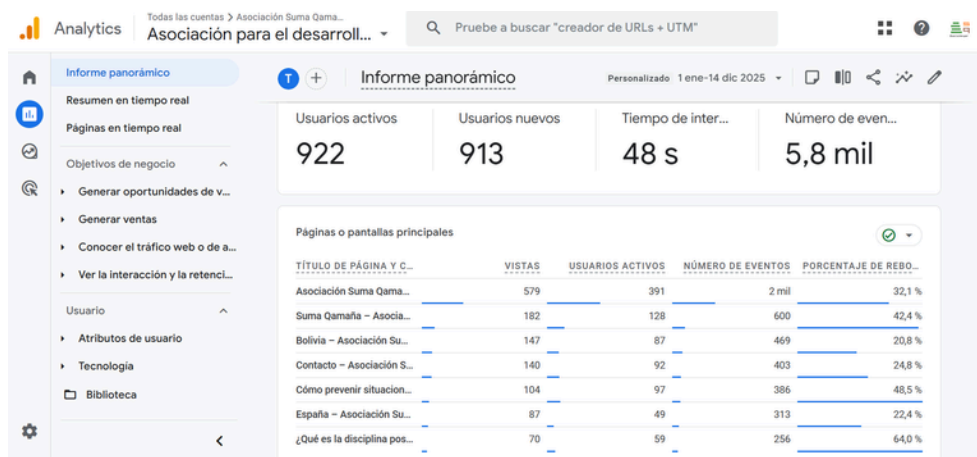 Analytics
Todas las cuentas > Asociación Suma Qama...
Asociación para el desarroll...
Pruebe a buscar "creador de URLs + UTM"
Informe panorámico
Resumen en tiempo real
Páginas en tiempo real
Objetivos de negocio
Generar oportunidades de v...
Generar ventas
Conocer el tráfico web o de a...
Ver la interacción y la retenci...
Usuario
Atributos de usuario
Tecnología
Biblioteca
T
Informe panorámico
Personalizado 1 ene-14 dic 2025
Usuarios activos Usuarios nuevos Tiempo de inter... Número de even...
922 913 48 s 5,8 mil
Páginas o pantallas principales
TÍTULO DE PÁGINA Y C... VISTAS USUARIOS ACTIVOS NÚMERO DE EVENTOS PORCENTAJE DE REBO...
Asociación Suma Qama... 579 391 2 mil 32,1 %
Suma Qamaña – Asocia... 182 128 600 42,4 %
Bolivia – Asociación Su... 147 87 469 20,8 %
Contacto – Asociación S... 140 92 403 24,8 %
Cómo prevenir situacion... 104 97 386 48,5 %
España – Asociación Su... 87 49 313 22,4 %
¿Qué es la disciplina pos... 70 59 256 64,0 %